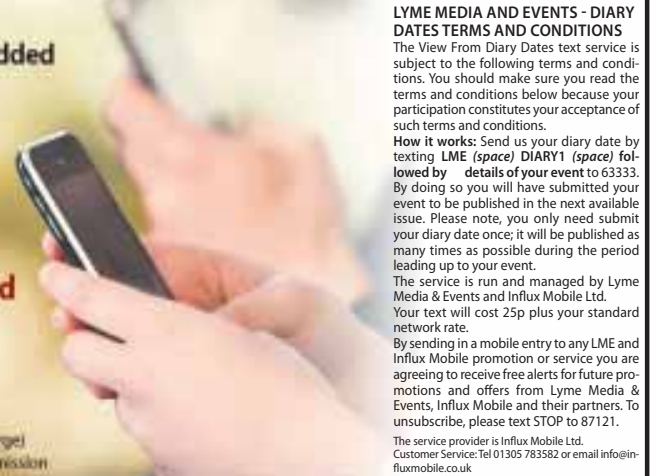 LYME MEDIA AND EVENTS - DIARY
DATES TERMS AND CONDITIONS
The View From Diary Dates text service is
subject to the following terms and condi-
tions. You should make sure you read the
terms and conditions below because your
participation constitutes your acceptance of
such terms and conditions.
How it works: Send us your diary date by
texting LME (space) DIARY1 (space) fol-
lowed by details of your event to 63333.
By doing so you will have submitted your
event to be published in the next available
issue. Please note, you only need submit
your diary date once; it will be published as
many times as possible during the period
leading up to your event.
The service is run and managed by Lyme
Media & Events and Influx Mobile Ltd.
Your text will cost 25p plus your standard
network rate.
By sending in a mobile entry to any LME and
Influx Mobile promotion or service you are
agreeing to receive free alerts for future pro-
motions and offers from Lyme Media &
Events, Influx Mobile and their partners. To
unsubscribe, please text STOP to 87121.
The service provider is Influx Mobile Ltd.
Customer Service: Tel 01305 783582 or email info@in-
fluxmobile.co.uk